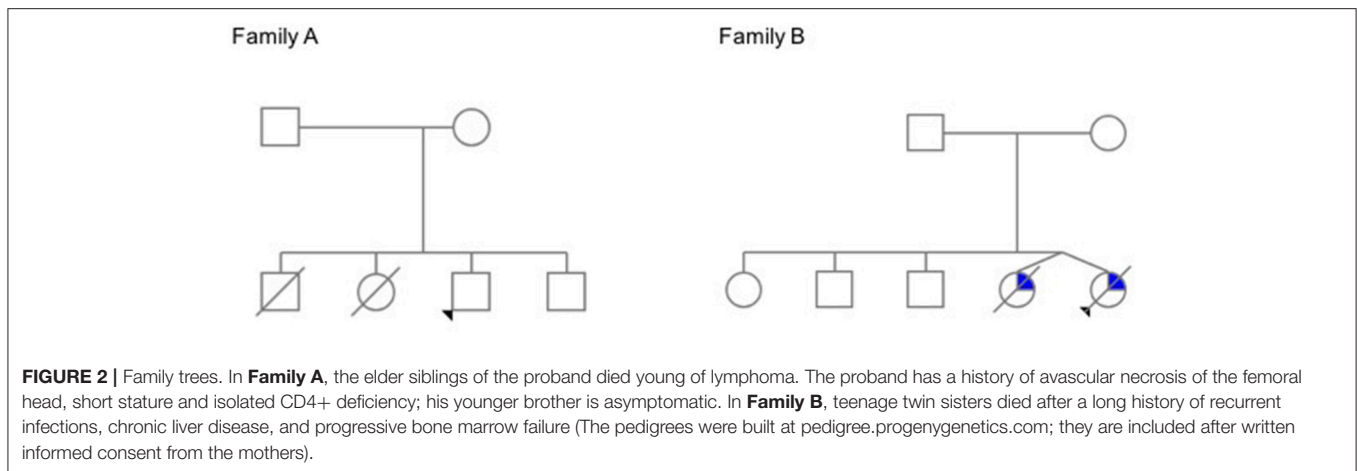 Family A
Family B
FIGURE 2 | Family trees. In Family A, the elder siblings of the proband died young of lymphoma. The proband has a history of avascular necrosis of the femoral
head, short stature and isolated CD4+ deficiency; his younger brother is asymptomatic. In Family B, teenage twin sisters died after a long history of recurrent
infections, chronic liver disease, and progressive bone marrow failure (The pedigrees were built at pedigree.progenygenetics.com; they are included after written
informed consent from the mothers).